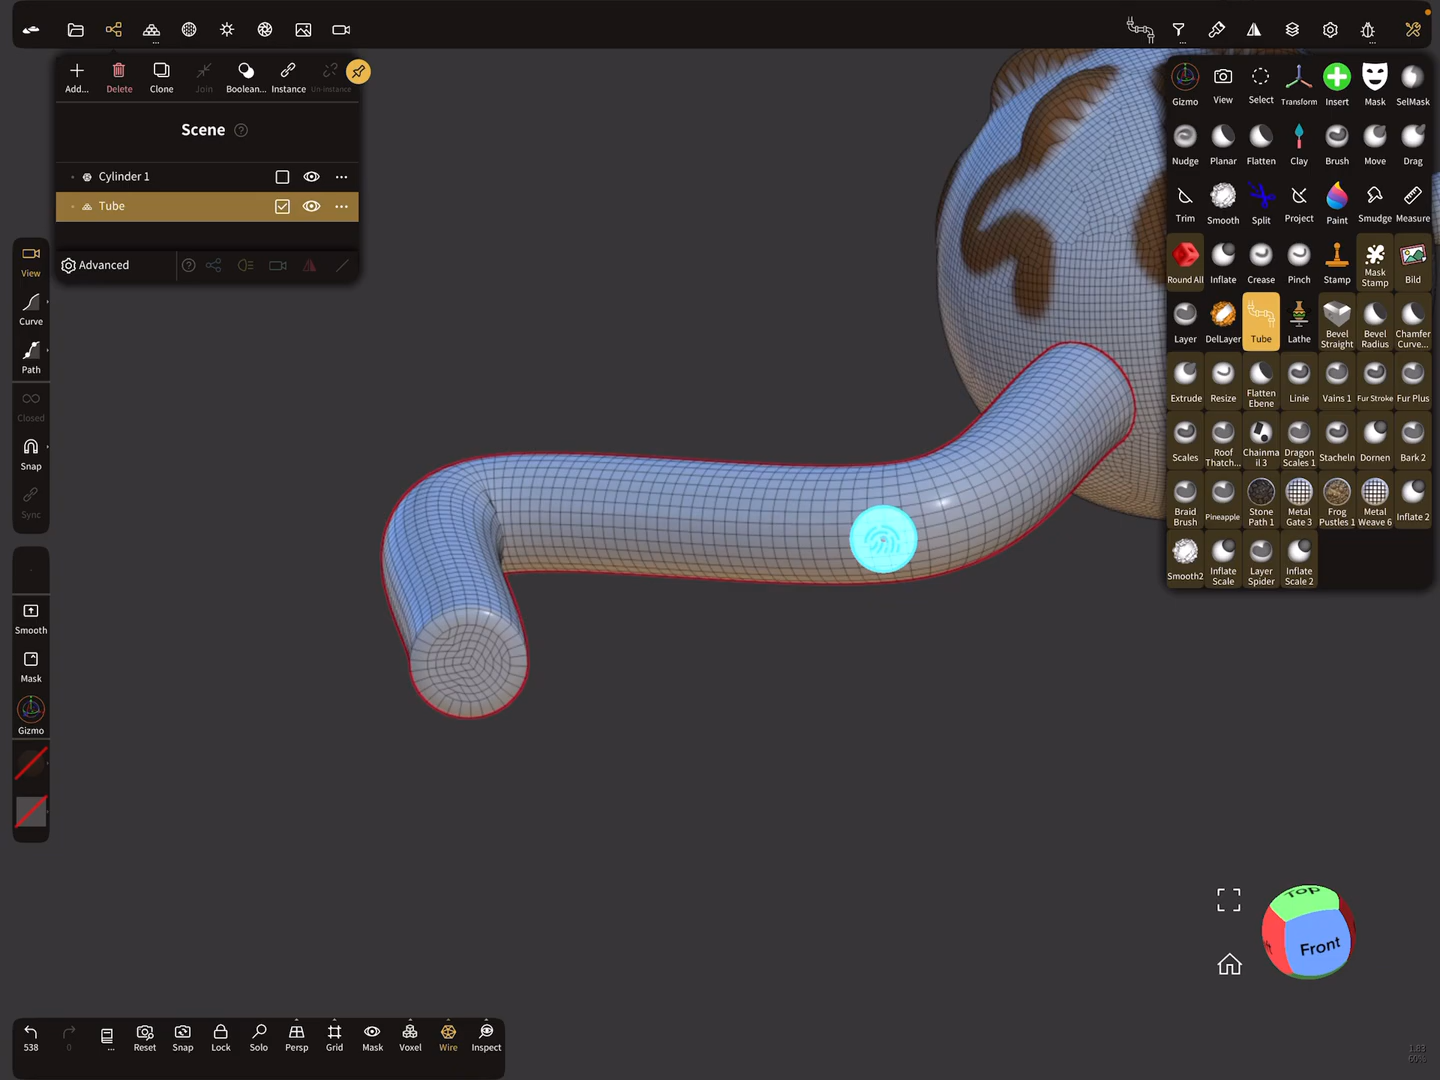 Add...
Delete
Clone
Join
Boolean...
Instance
Un-instance
Scene
Cylinder 1
Tube
Advanced
View
Curve
Path
Closed
Snap
Sync
Smooth
Mask
Gizmo
Gizmo
View
Select
Transform
Insert
Mask
SelMask
Nudge
Planar
Flatten
Clay
Brush
Move
Drag
Trim
Smooth
Split
Project
Paint
Smudge
Measure
Round All
Inflate
Crease
Pinch
Stamp
Mask
Stamp
Bild
Layer
DelLayer
Tube
Lathe
Bevel
Straight
Bevel
Radius
Chamfer
Curve...
Extrude
Resize
Flatten
Ebene
Linie
Vains 1
Fur Stroke
Fur Plus
Scales
Roof
Thatch...
Chainma
il 3
Dragon
Scales 1
Stacheln
Dornen
Bark 2
Braid
Brush
Pineapple
Stone
Path 1
Metal
Gate 3
Frog
Pustles 1
Metal
Weave 6
Inflate 2
Smooth2
Inflate
Scale
Layer
Spider
Inflate
Scale 2
Top
Front
538
0
...
Reset
Snap
Lock
Solo
Persp
Grid
Mask
Voxel
Wire
Inspect
1.83
60%